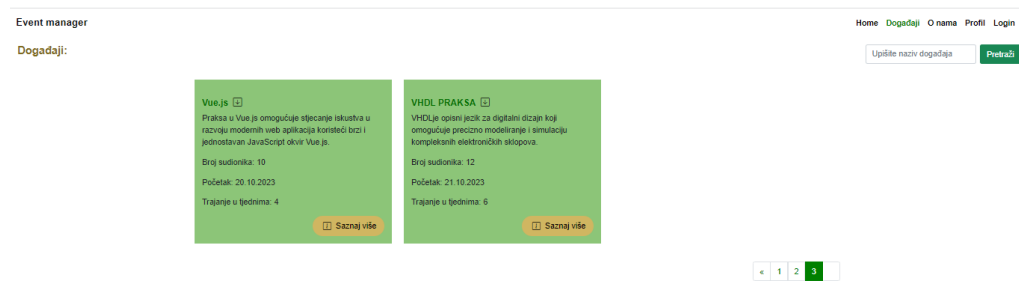 Event manager
Home Događaji O nama Profil Login
Događaji:
Upišite naziv događaja
Pretraži
Vue.js
Praksa u Vue.js omogućuje stjecanje iskustva u
razvoju modernih web aplikacija koristeći brzi i
jednostavan JavaScript okvir Vue.js.
Broj sudionika: 10
Početak: 20.10.2023
Trajanje u tjednima: 4
Saznaj više
VHDL PRAKSA
VHDLje opisni jezik za digitalni dizajn koji
omogućuje precizno modeliranje i simulaciju
kompleksnih elektroničkih sklopova.
Broj sudionika: 12
Početak: 21.10.2023
Trajanje u tjednima: 6
Saznaj više
« 1 2 3